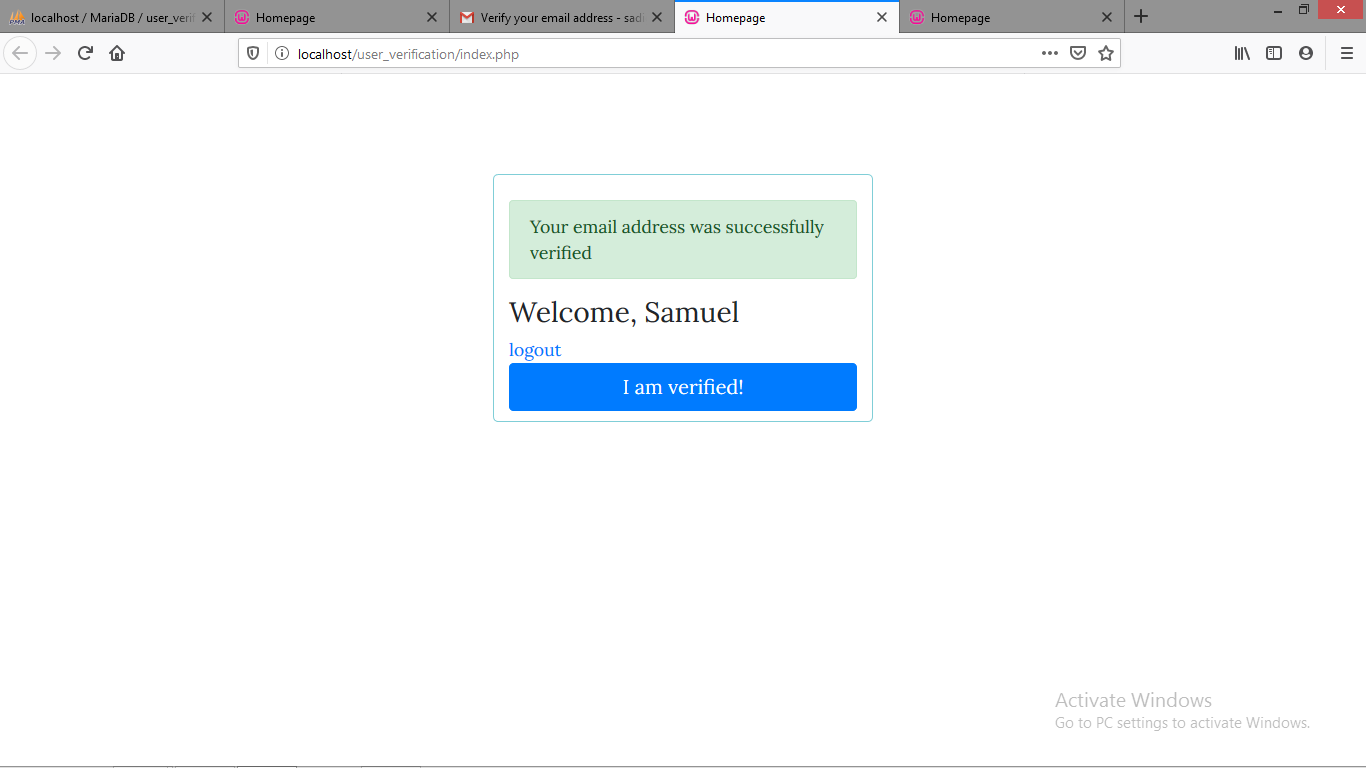 localhost / MariaDB / user_verif
Homepage
Verify your email address - sadi
Homepage
Homepage
localhost/user_verification/index.php
Your email address was successfully
verified
Welcome, Samuel
logout
I am verified!
Activate Windows
Go to PC settings to activate Windows.